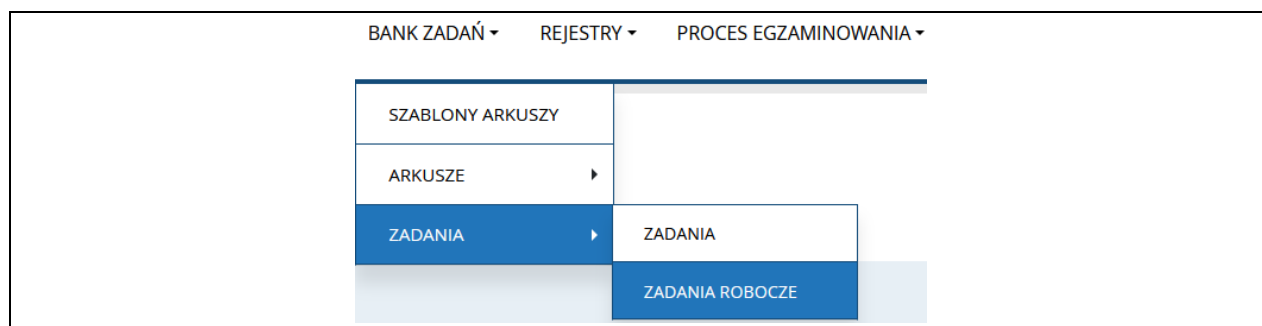 BANK ZADAŃ REJESTRY PROCES EGZAMINOWANIA
SZABLONY ARKUSZY
ARKUSZE
ZADANIA ZADANIA
ZADANIA ROBOCZE